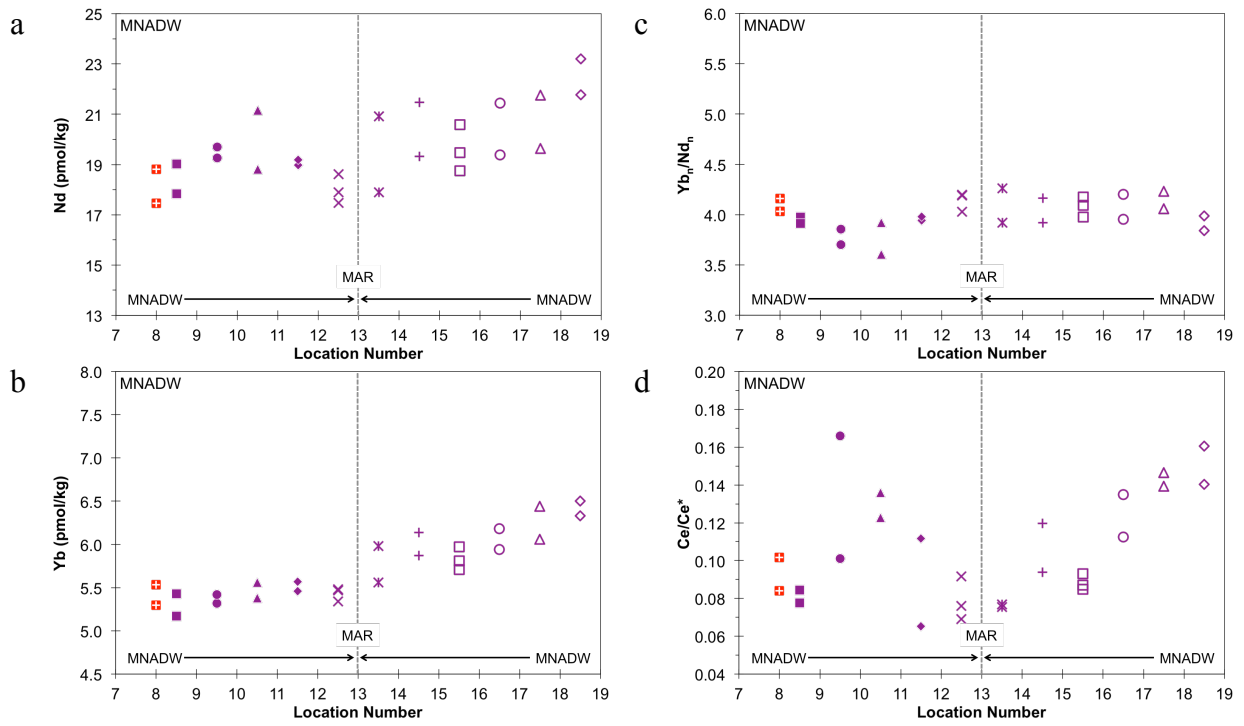 a
MNADW
25
23
21
19
17
15
13
Nd (pmol/kg)
MAR
MNADW
MNADW
7 8 9 10 11 12 13 14 15 16 17 18 19
Location Number
b
MNADW
8.0
7.5
7.0
6.5
6.0
5.5
5.0
4.5
Yb (pmol/kg)
MAR
MNADW
MNADW
7 8 9 10 11 12 13 14 15 16 17 18 19
Location Number
c
MNADW
6.0
5.5
5.0
4.5
4.0
3.5
3.0
Ybn/Ndn
MAR
MNADW
MNADW
7 8 9 10 11 12 13 14 15 16 17 18 19
Location Number
d
MNADW
0.20
0.18
0.16
0.14
0.12
0.10
0.08
0.06
0.04
Ce/Ce*
MAR
MNADW
MNADW
7 8 9 10 11 12 13 14 15 16 17 18 19
Location Number